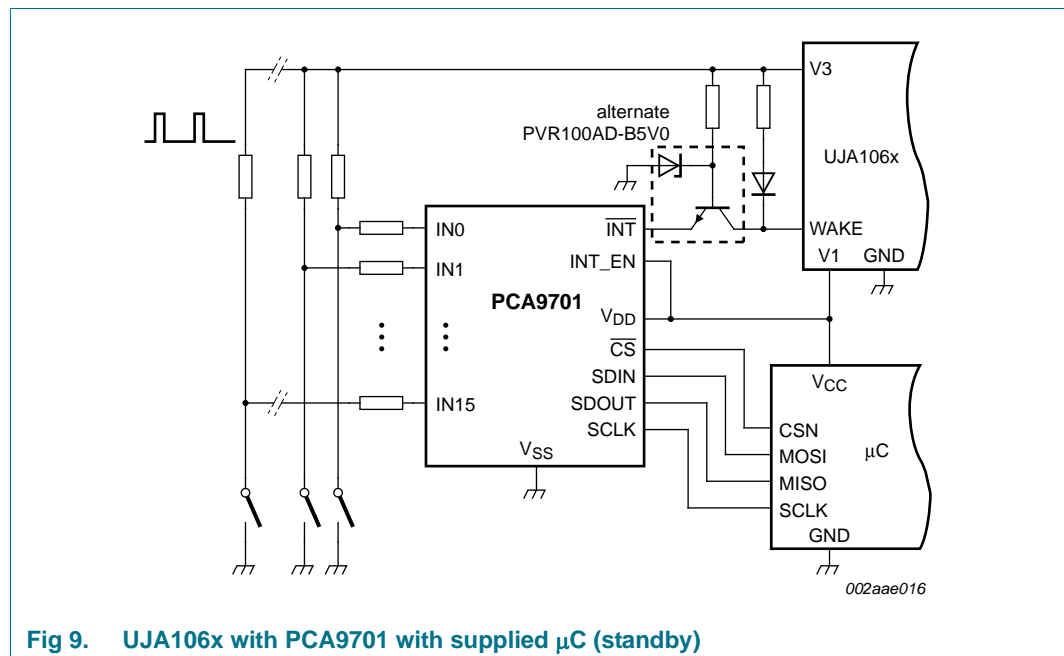 V3
alternate
PVR100AD-B5V0
UJA106x
IN0
INT
WAKE
INT_EN
V1
GND
IN1
PCA9701
VDD
CS
VCC
SDIN
IN15
SDOUT
CSN
SCLK
μC
VSS
MOSI
MISO
SCLK
GND
002aae016
Fig 9. UJA106x with PCA9701 with supplied μC (standby)